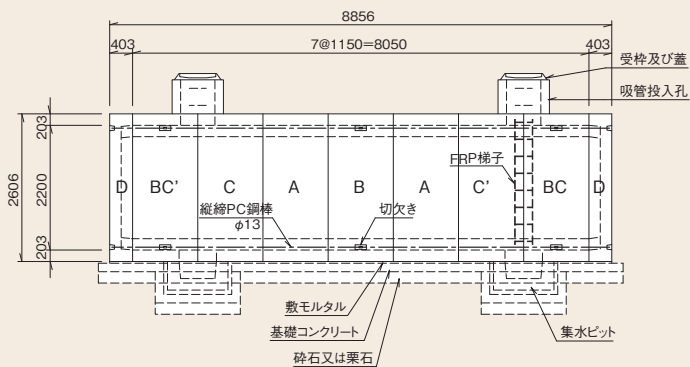 8856
403
7@1150=8050
403
受枠及び蓋
吸管投入孔
203
2200
203
2606
FRP梯子
D
BC'
C
A
B
A
C'
BC
D
縦締PC鋼棒
φ13
切欠き
敷モルタル
基礎コンクリート
砕石又は栗石
集水ピット